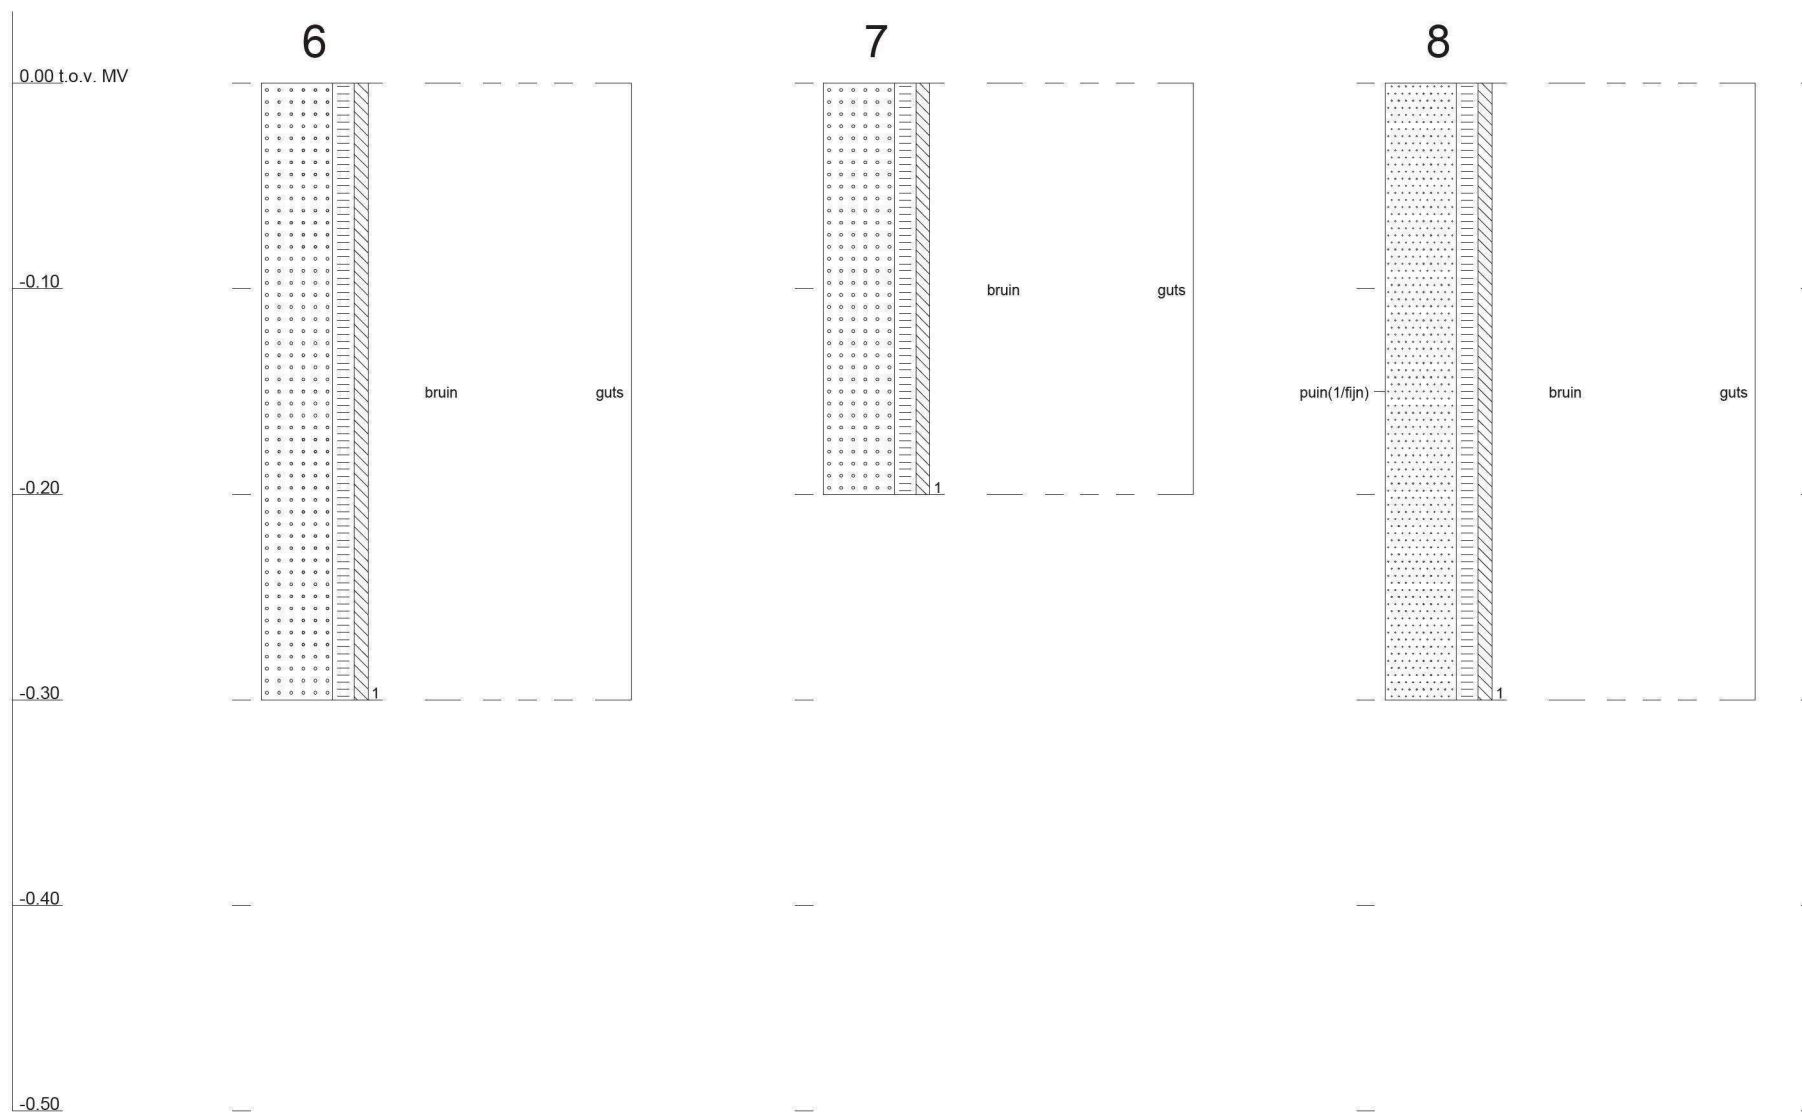 6 7 8
0.00 t.o.v. MV
-0.10
bruin guts
puin(1/fijn) bruin guts
bruin guts
-0.20
1
-0.30
1 1
-0.40
-0.50